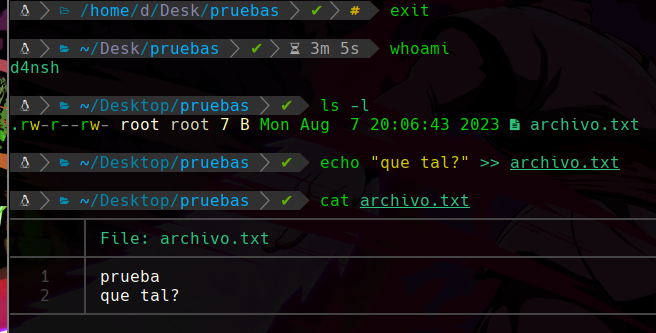 /home/d/Desk/pruebas ✔ # exit
~/Desk/pruebas ✔ 3m 5s whoami
d4nsh
~/Desktop/pruebas ✔ ls -l
.rw-r--rw- root root 7 B Mon Aug 7 20:06:43 2023 archivo.txt
~/Desktop/pruebas ✔ echo "que tal?" >> archivo.txt
~/Desktop/pruebas ✔ cat archivo.txt
File: archivo.txt
1 prueba
2 que tal?